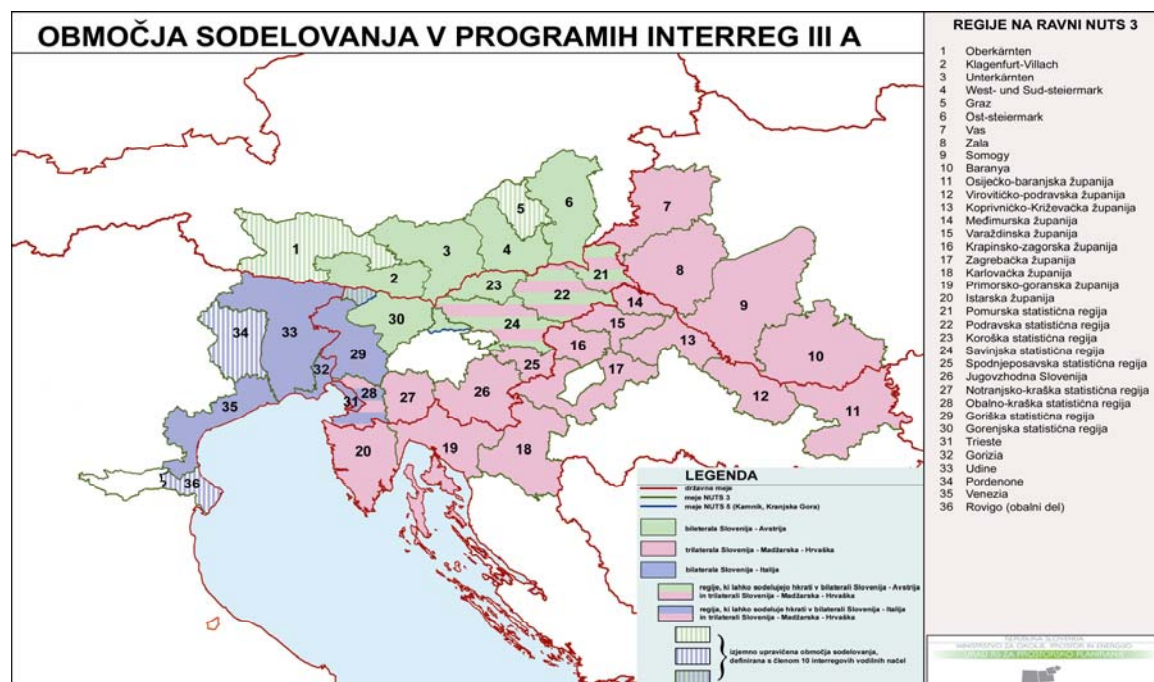 OBMOČJA SODELOVANJA V PROGRAMIH INTERREG III A
REGIJE NA RAVNI NUTS 3
1 Oberkärnten
2 Klagenfurt-Villach
3 Unterkärnten
4 West- und Sud-steiermark
5 Graz
6 Ost-steiermark
7 Vas
8 Zala
9 Somogy
10 Baranya
11 Osiječko-baranjska županija
12 Virovitičko-podravska županija
13 Koprivničko-Križevačka županija
14 Međimurska županija
15 Varaždinska županija
16 Krapinsko-zagorska županija
17 Zagrebačka županija
18 Karlovačka županija
19 Primorsko-goranska županija
20 Istarska županija
21 Pomurska statistična regija
22 Podravska statistična regija
23 Koroška statistična regija
24 Savinjska statistična regija
25 Spodnjeposavska statistična regija
26 Jugovzhodna Slovenija
27 Notranjsko-kraška statistična regija
28 Obalno-kraška statistična regija
29 Goriška statistična regija
30 Gorenjska statistična regija
31 Trieste
32 Gorizia
33 Udine
34 Pordenone
35 Venezia
36 Rovigo (obalni del)
1
2
3
4
5
6
7
8
9
10
11
12
13
14
15
16
17
18
19
20
21
22
23
24
25
26
27
28
29
30
31
32
33
34
35
36
LEGENDA
državne meje
meje NUTS 3
meje NUTS 5 (Kamnik, Kranjska Gora)
bilaterala Slovenija - Avstrija
trilaterala Slovenija - Madžarska - Hrvaška
bilaterala Slovenija - Italija
regije, ki lahko sodelujejo hkrati v bilaterali Slovenija - Avstrija
in trilaterali Slovenija - Madžarska - Hrvaška
regija, ki lahko sodeluje hkrati v bilaterali Slovenija - Italija
in trilaterali Slovenija - Madžarska - Hrvaška
izjemno upravičena območja sodelovanja,
definirana s členom 10 interregovih vodilnih načel
REPUBLIKA SLOVENIJA
MINISTRSTVO ZA OKOLJE, PROSTOR IN ENERGIJO
URAD RS ZA PROSTORSKO PLANIRANJE